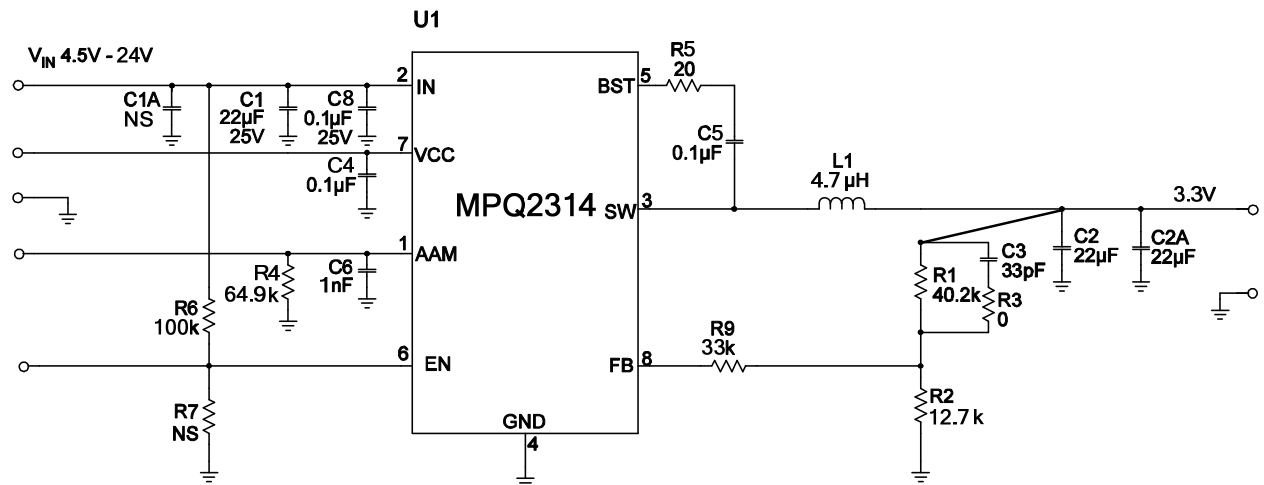 U1
V_IN 4.5V - 24V
C1A
NS
C1
22µF
25V
C8
0.1µF
25V
2
IN
BST
5
R5
20
7
VCC
C4
0.1µF
C5
0.1µF
L1
4.7 µH
MPQ2314
SW
3
3.3V
1
AAM
R4
64.9k
C6
1nF
C2
22µF
C2A
22µF
C3
33pF
R1
40.2k
R3
0
R6
100k
R9
33k
6
EN
FB
8
R7
NS
R2
12.7k
GND
4